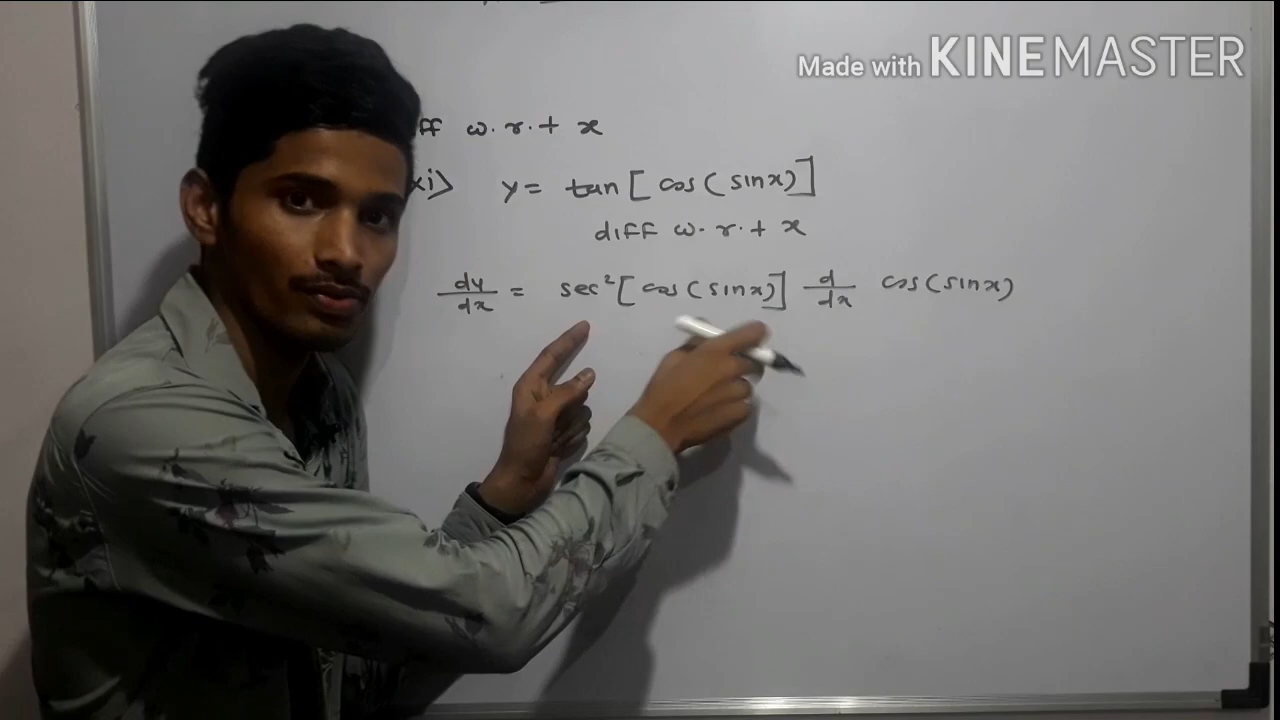 Made with KINEMASTER
ff w.r.t x
xi> y = tan [ cos ( sinx ) ]
diff w.r.t x
dy/dx = sec² [ cos ( sinx ) ] d/dx cos ( sinx )